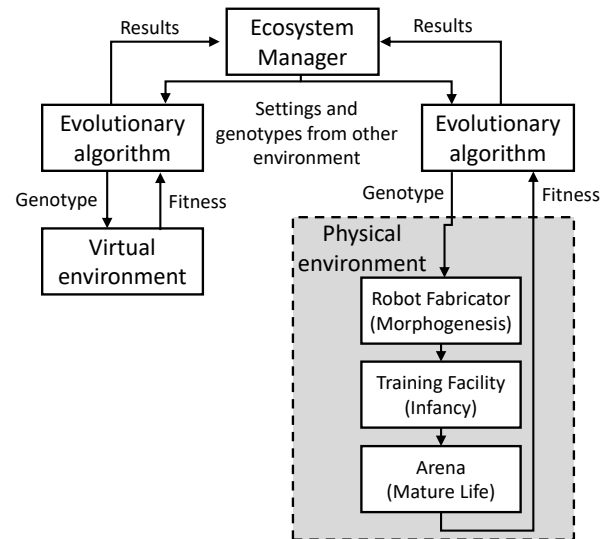 Results
Ecosystem
Manager
Results
Evolutionary
algorithm
Settings and
genotypes from other
environment
Evolutionary
algorithm
Genotype
Fitness
Genotype
Fitness
Virtual
environment
Physical
environment
Robot Fabricator
(Morphogenesis)
Training Facility
(Infancy)
Arena
(Mature Life)